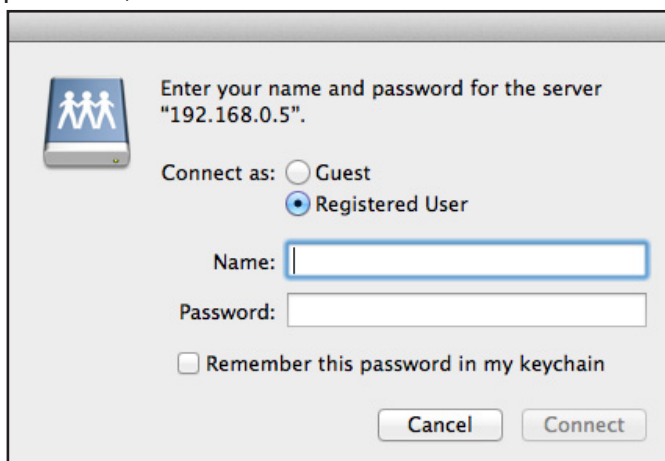 Enter your name and password for the server
"192.168.0.5".
Connect as: Guest
Registered User
Name:
Password:
Remember this password in my keychain
Cancel Connect